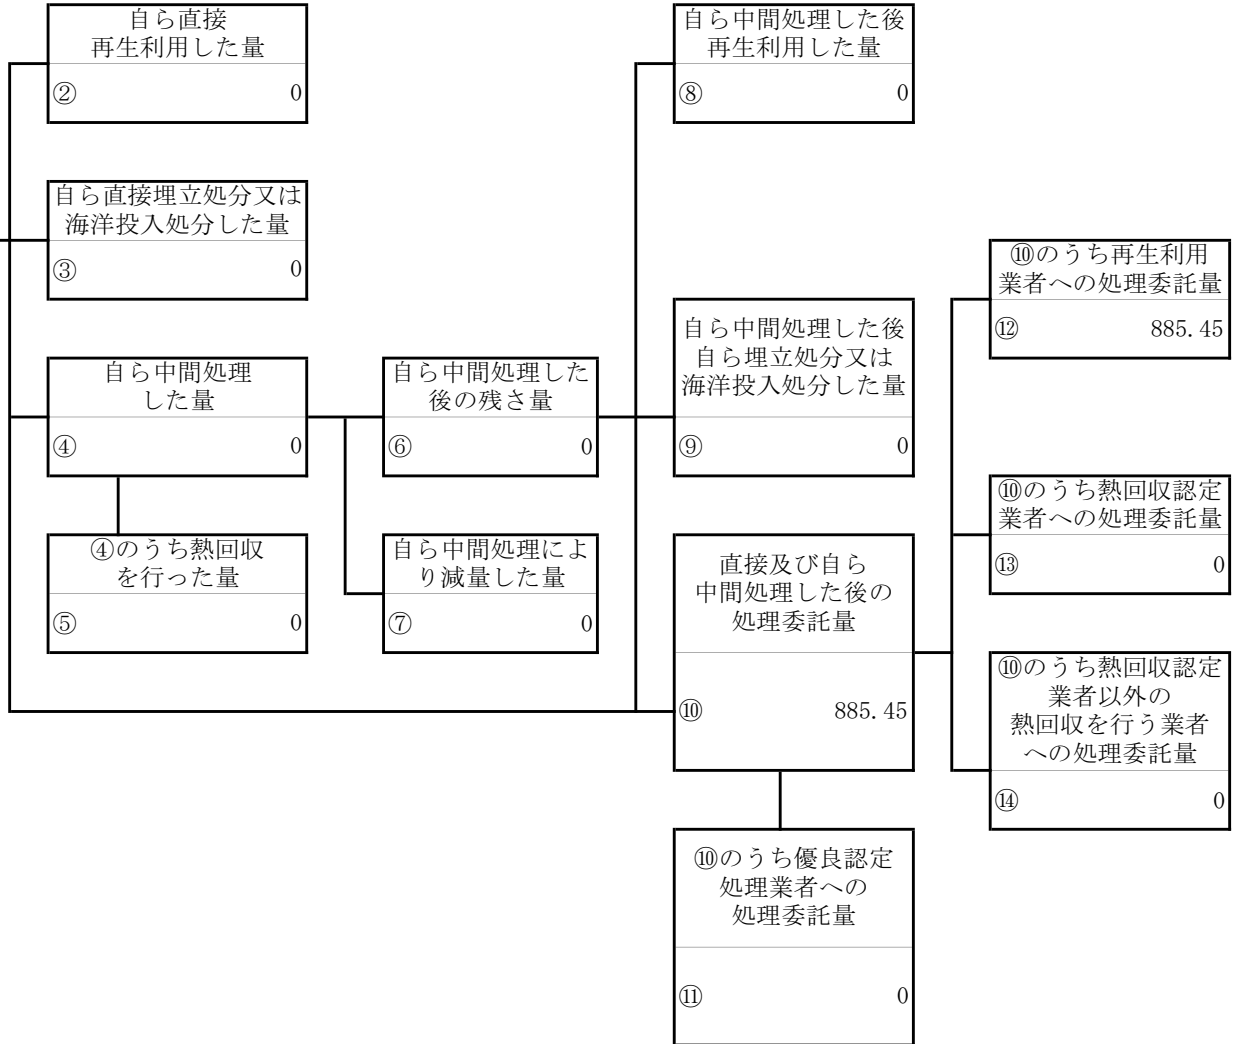 自ら直接
再生利用した量
② 0
自ら直接埋立処分又は
海洋投入処分した量
③ 0
自ら中間処理
した量
④ 0
④のうち熱回収
を行った量
⑤ 0
自ら中間処理した
後の残さ量
⑥ 0
自ら中間処理によ
り減量した量
⑦ 0
自ら中間処理した後
再生利用した量
⑧ 0
自ら中間処理した後
自ら埋立処分又は
海洋投入処分した量
⑨ 0
直接及び自ら
中間処理した後の
処理委託量
⑩ 885.45
⑩のうち優良認定
処理業者への
処理委託量
⑪ 0
⑩のうち再生利用
業者への処理委託量
⑫ 885.45
⑩のうち熱回収認定
業者への処理委託量
⑬ 0
⑩のうち熱回収認定
業者以外の
熱回収を行う業者
への処理委託量
⑭ 0